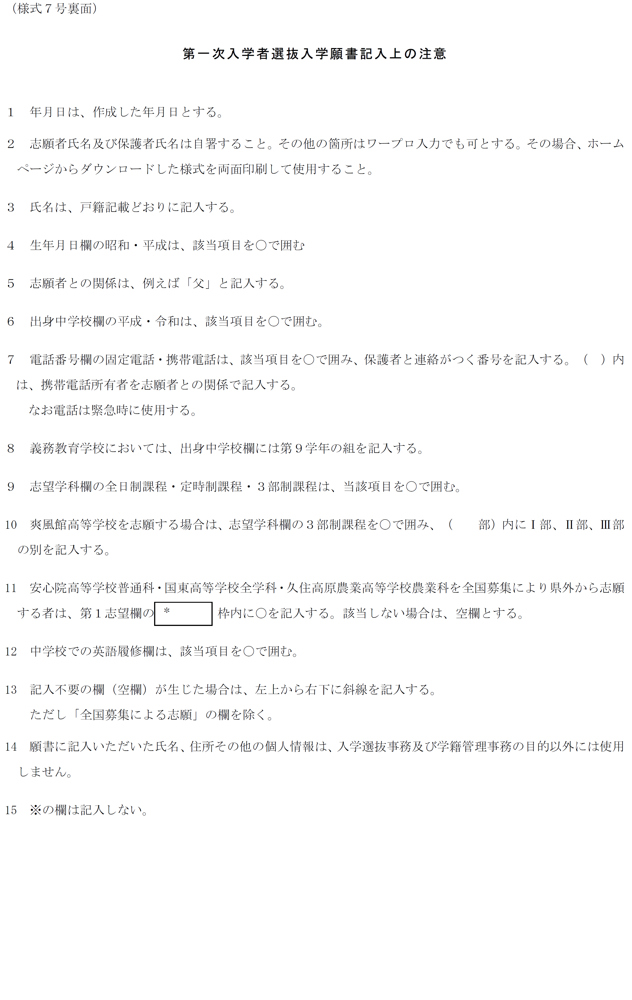 （様式７号裏面）
第一次入学者選抜入学願書記入上の注意
１　年月日は、作成した年月日とする。
２　志願者氏名及び保護者氏名は自署すること。その他の箇所はワープロ入力でも可とする。その場合、ホーム
ページからダウンロードした様式を両面印刷して使用すること。
３　氏名は、戸籍記載どおりに記入する。
４　生年月日欄の昭和・平成は、該当項目を〇で囲む
５　志願者との関係は、例えば「父」と記入する。
６　出身中学校欄の平成・令和は、該当項目を〇で囲む。
７　電話番号欄の固定電話・携帯電話は、該当項目を〇で囲み、保護者と連絡がつく番号を記入する。（　）内
は、携帯電話所有者を志願者との関係で記入する。
なお電話は緊急時に使用する。
８　義務教育学校においては、出身中学校欄には第９学年の組を記入する。
９　志望学科欄の全日制課程・定時制課程・３部制課程は、当該項目を〇で囲む。
10　爽風館高等学校を志願する場合は、志望学科欄の３部制課程を〇で囲み、（　　部）内にⅠ部、Ⅱ部、Ⅲ部
の別を記入する。
11　安心院高等学校普通科・国東高等学校全学科・久住高原農業高等学校農業科を全国募集により県外から志願
する者は、第１志望欄の　＊　枠内に〇を記入する。該当しない場合は、空欄とする。
12　中学校での英語履修欄は、該当項目を〇で囲む。
13　記入不要の欄（空欄）が生じた場合は、左上から右下に斜線を記入する。
ただし「全国募集による志願」の欄を除く。
14　願書に記入いただいた氏名、住所その他の個人情報は、入学選抜事務及び学籍管理事務の目的以外には使用
しません。
15　※の欄は記入しない。